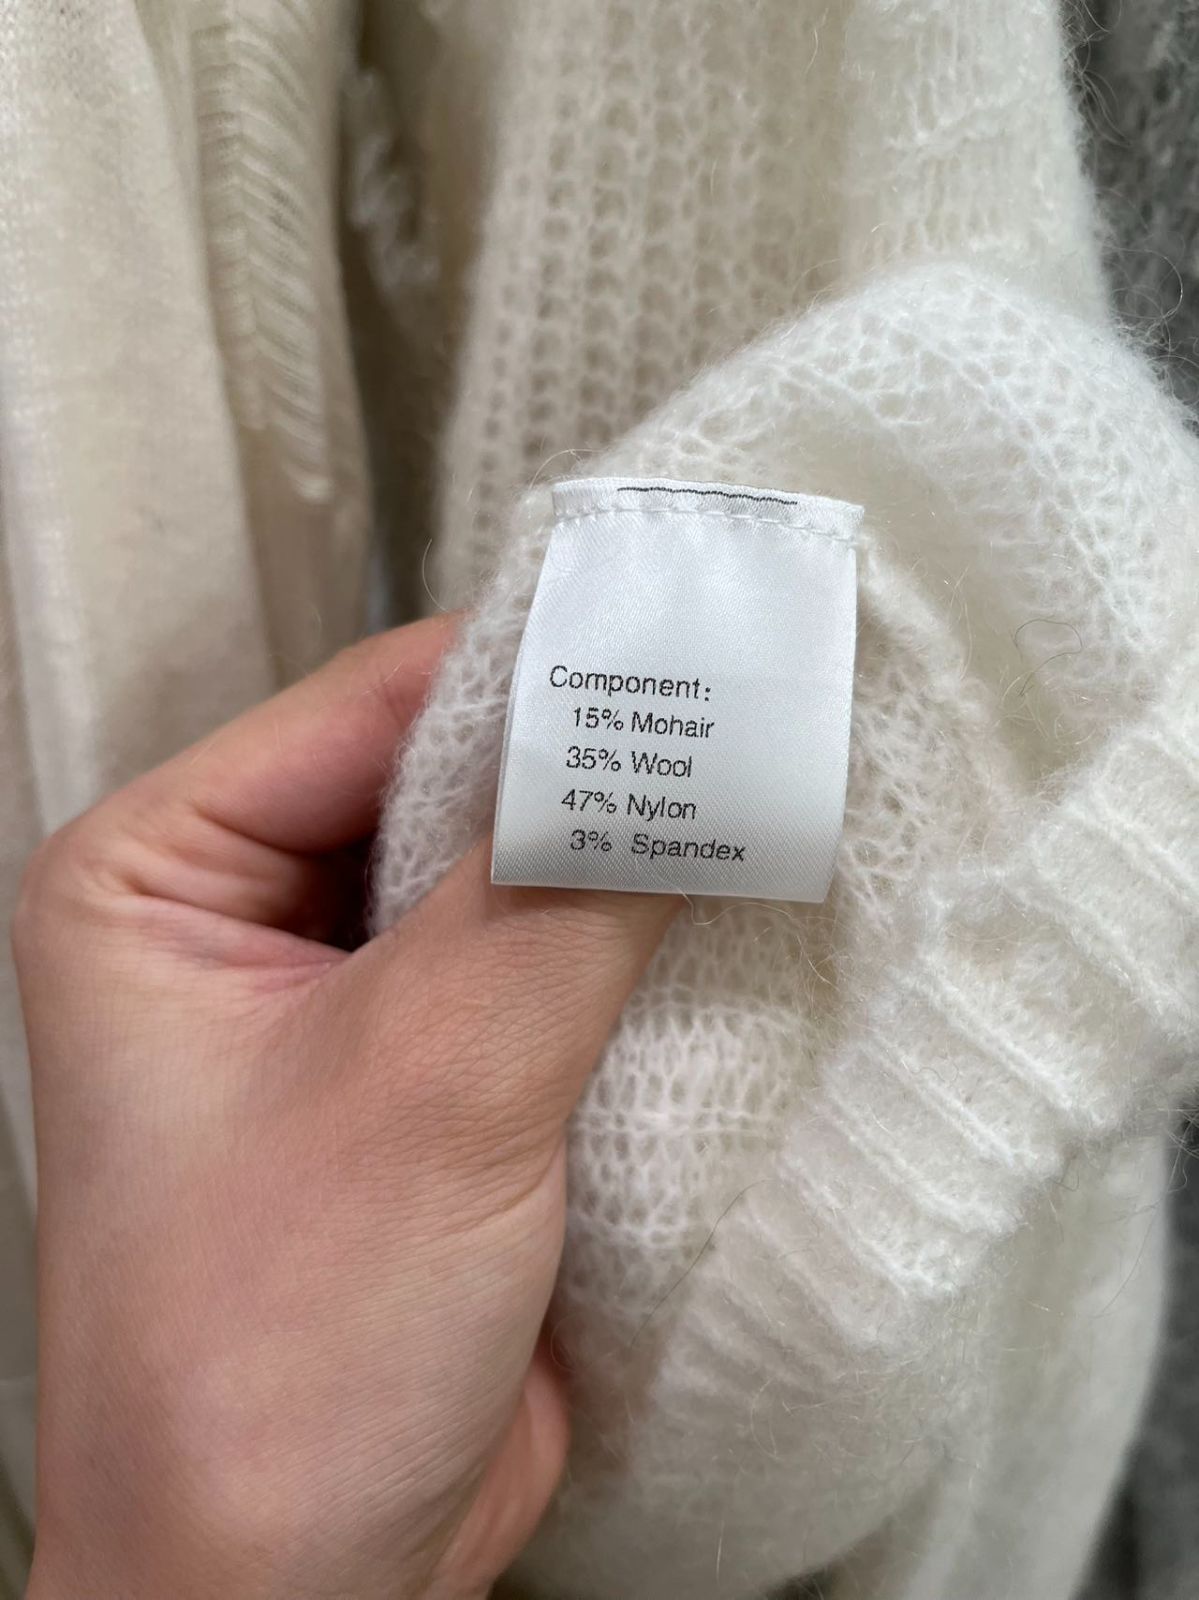 Component:
15% Mohair
35% Wool
47% Nylon
3% Spandex